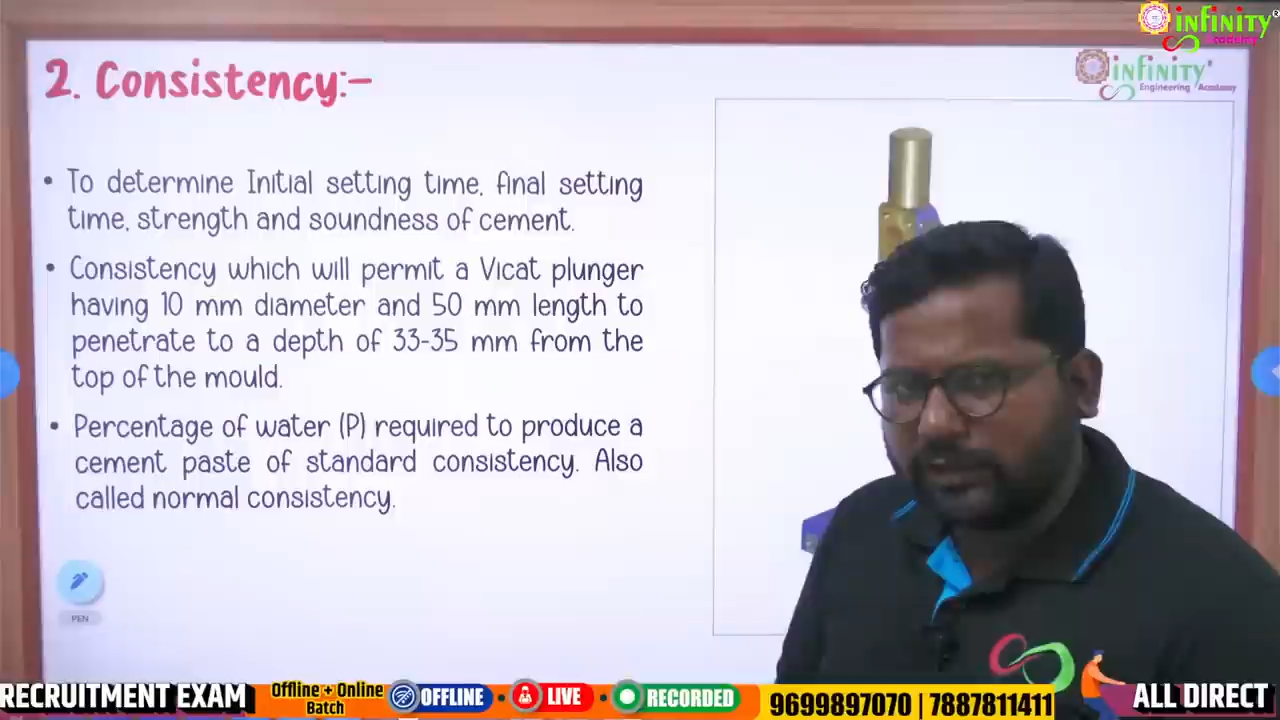 infinity
Academy
2. Consistency:-
infinity
Engineering Academy
• To determine Initial setting time, final setting
time, strength and soundness of cement.
• Consistency which will permit a Vicat plunger
having 10 mm diameter and 50 mm length to
penetrate to a depth of 33-35 mm from the
top of the mould.
• Percentage of water (P) required to produce a
cement paste of standard consistency. Also
called normal consistency.
PEN
RECRUITMENT EXAM
Offline + Online
Batch
OFFLINE
LIVE
RECORDED
9699897070 | 7887811411
ALL DIRECT